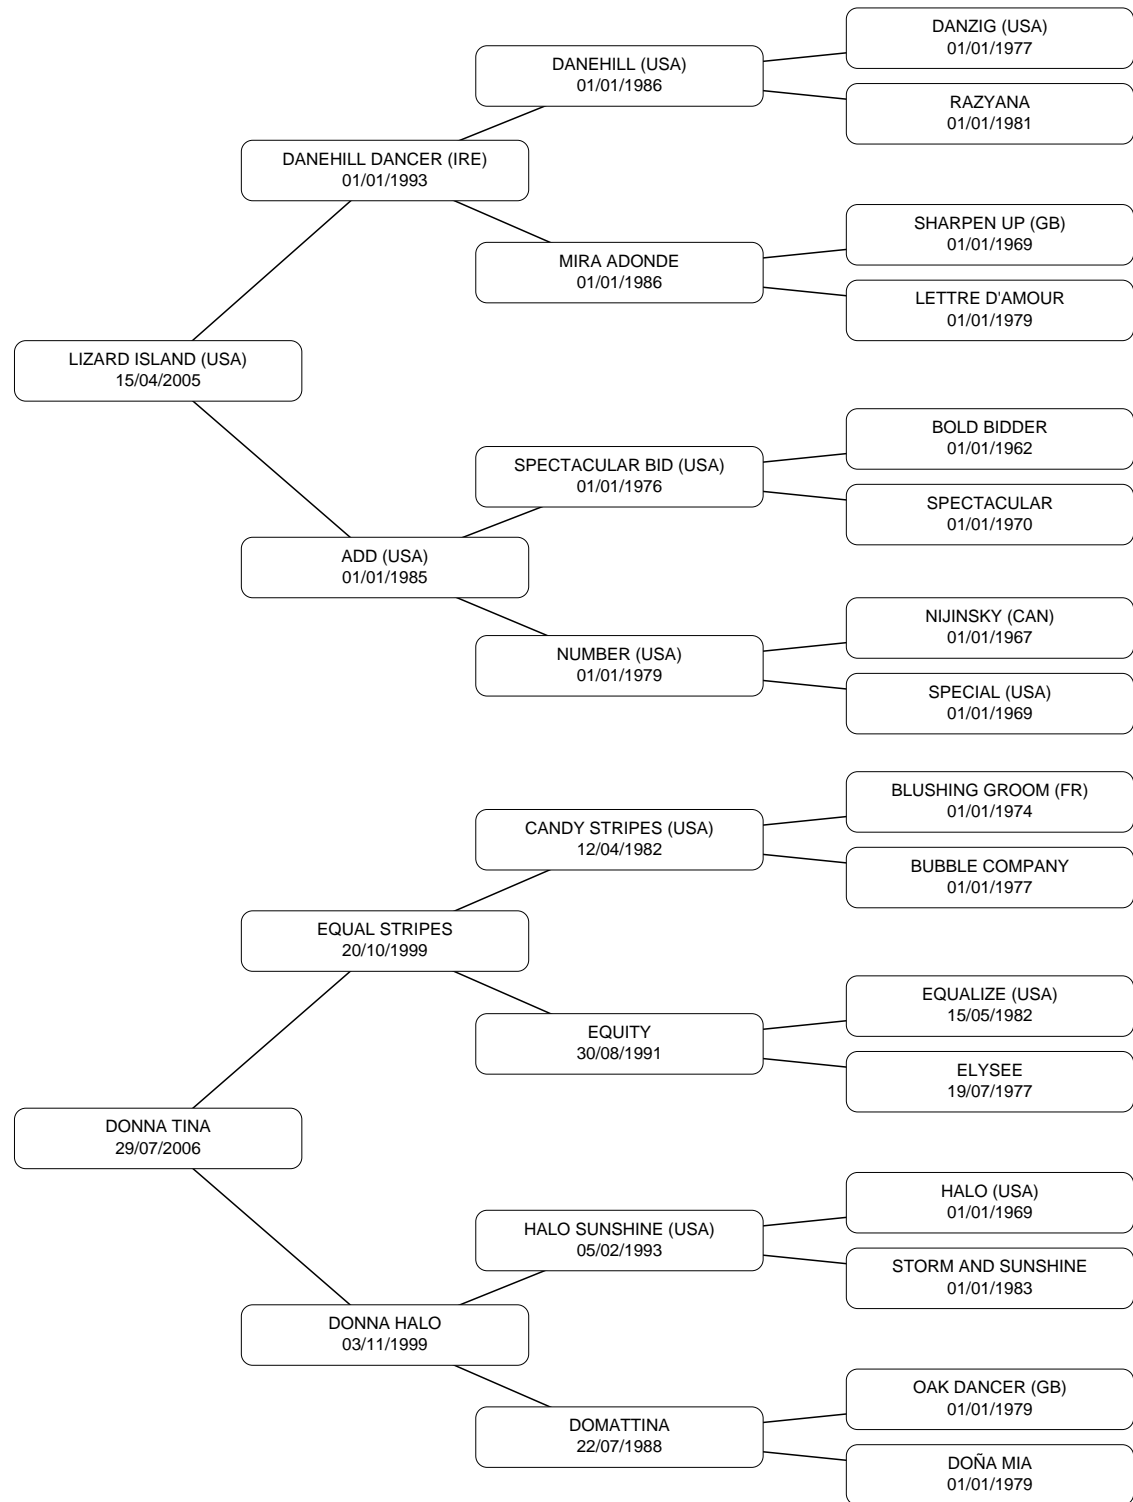 DANZIG (USA)
01/01/1977
DANEHILL (USA)
01/01/1986
RAZYANA
01/01/1981
DANEHILL DANCER (IRE)
01/01/1993
SHARPEN UP (GB)
01/01/1969
MIRA ADONDE
01/01/1986
LETTRE D'AMOUR
01/01/1979
LIZARD ISLAND (USA)
15/04/2005
BOLD BIDDER
01/01/1962
SPECTACULAR BID (USA)
01/01/1976
SPECTACULAR
01/01/1970
ADD (USA)
01/01/1985
NIJINSKY (CAN)
01/01/1967
NUMBER (USA)
01/01/1979
SPECIAL (USA)
01/01/1969
BLUSHING GROOM (FR)
01/01/1974
CANDY STRIPES (USA)
12/04/1982
BUBBLE COMPANY
01/01/1977
EQUAL STRIPES
20/10/1999
EQUALIZE (USA)
15/05/1982
EQUITY
30/08/1991
ELYSEE
19/07/1977
DONNA TINA
29/07/2006
HALO (USA)
01/01/1969
HALO SUNSHINE (USA)
05/02/1993
STORM AND SUNSHINE
01/01/1983
DONNA HALO
03/11/1999
OAK DANCER (GB)
01/01/1979
DOMATTINA
22/07/1988
DOÑA MIA
01/01/1979